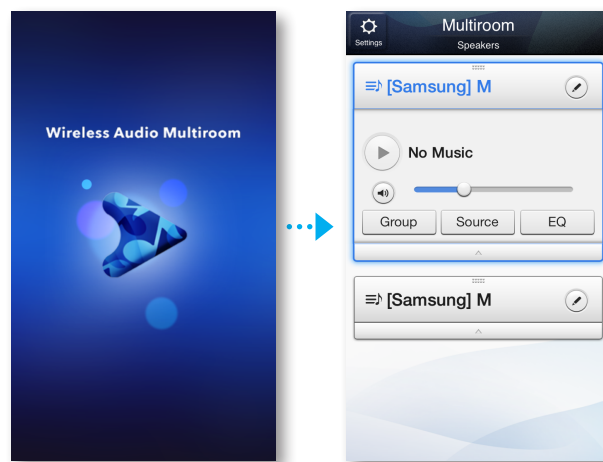 Wireless Audio Multiroom
Settings
Multiroom
Speakers
[Samsung] M
No Music
Group
Source
EQ
[Samsung] M